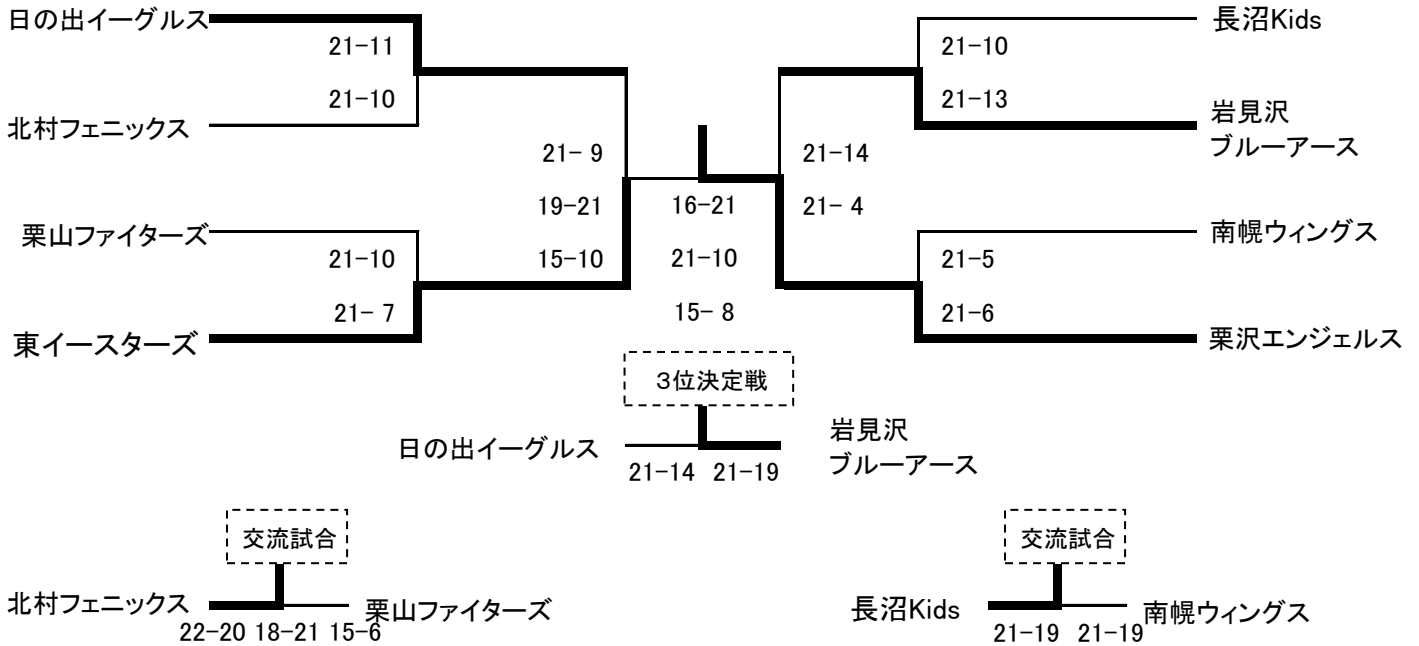 日の出イーグルス
21-11
21-10
北村フェニックス
栗山ファイターズ
21-10
21- 7
東イースターズ
21- 9
19-21
15-10
16-21
21-10
15- 8
21-14
21- 4
長沼Kids
21-10
21-13
岩見沢
ブルーアース
南幌ウィングス
21-5
21-6
栗沢エンジェルス
3位決定戦
日の出イーグルス
21-14 21-19
岩見沢
ブルーアース
交流試合
北村フェニックス
栗山ファイターズ
22-20 18-21 15-6
交流試合
長沼Kids
南幌ウィングス
21-19 21-19